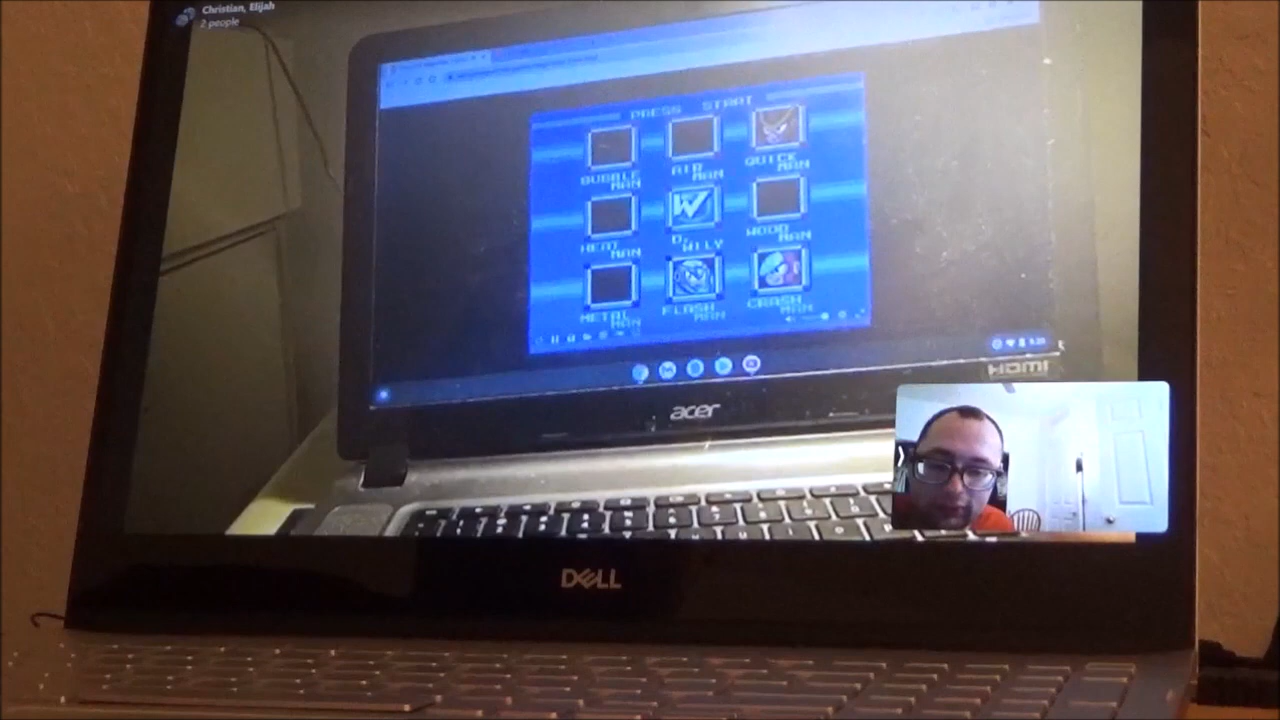 Christian, Elijah
2 people
PRESS START
BUBBLE MAN
AIR MAN
QUICK MAN
HEAT MAN
Dr. WILY
WOOD MAN
METAL MAN
FLASH MAN
CRASH MAN
HDMI
acer
DELL